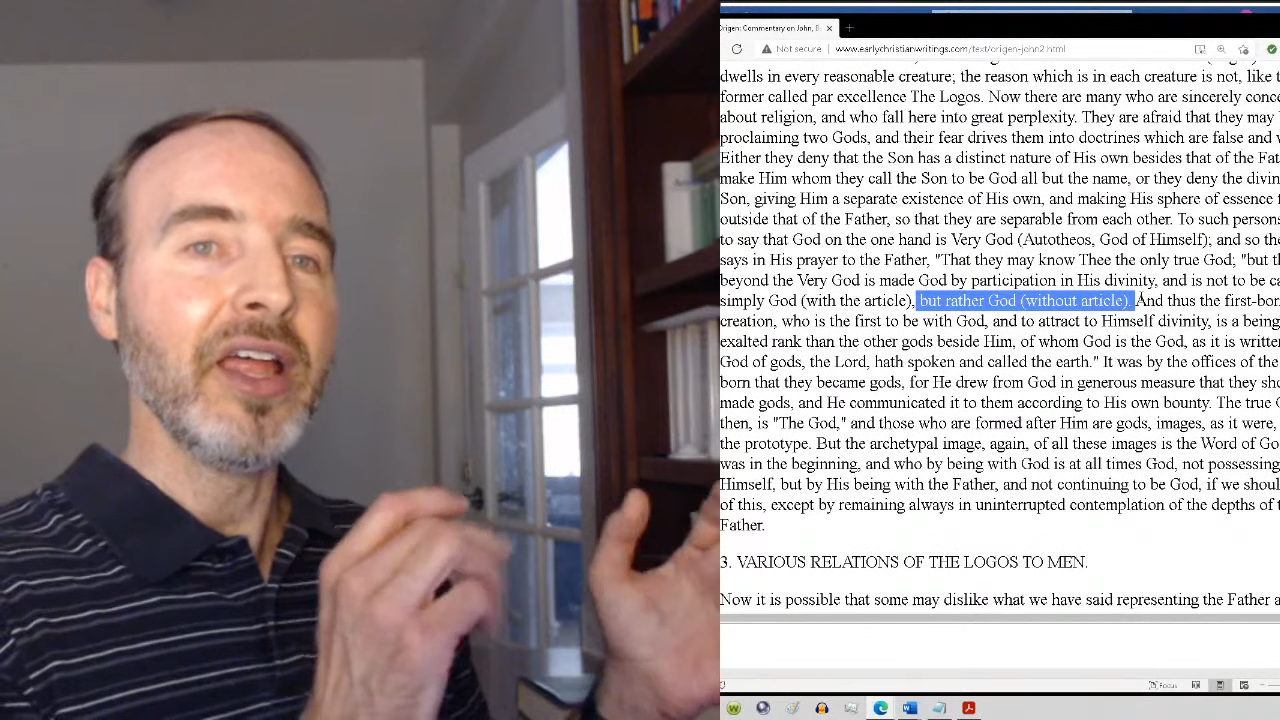 Origen: Commentary on John,
Not secure www.earlychristianwritings.com/text/origen-john2.html
dwells in every reasonable creature; the reason which is in each creature is not, like
former called par excellence The Logos. Now there are many who are sincerely
about religion, and who fall here into great perplexity. They are afraid that they may
proclaiming two Gods, and their fear drives them into doctrines which are false and
Either they deny that the Son has a distinct nature of His own besides that of the
make Him whom they call the Son to be God all but the name, or they deny the
Son, giving Him a separate existence of His own, and making His sphere of essence
outside that of the Father, so that they are separable from each other. To such
to say that God on the one hand is Very God (Autotheos, God of Himself); and so
says in His prayer to the Father, "That they may know Thee the only true God; "but
beyond the Very God is made God by participation in His divinity, and is not to be
simply God (with the article), but rather God (without article). And thus the
creation, who is the first to be with God, and to attract to Himself divinity, is a
exalted rank than the other gods beside Him, of whom God is the God, as it is
God of gods, the Lord, hath spoken and called the earth." It was by the offices of the
born that they became gods, for He drew from God in generous measure that they
made gods, and He communicated it to them according to His own bounty. The true
then, is "The God," and those who are formed after Him are gods, images, as it were,
the prototype. But the archetypal image, again, of all these images is the Word of
was in the beginning, and who by being with God is at all times God, not possessing
Himself, but by His being with the Father, and not continuing to be God, if we
of this, except by remaining always in uninterrupted contemplation of the depths of
Father.
3. VARIOUS RELATIONS OF THE LOGOS TO MEN.
Now it is possible that some may dislike what we have said representing the Father
Focus